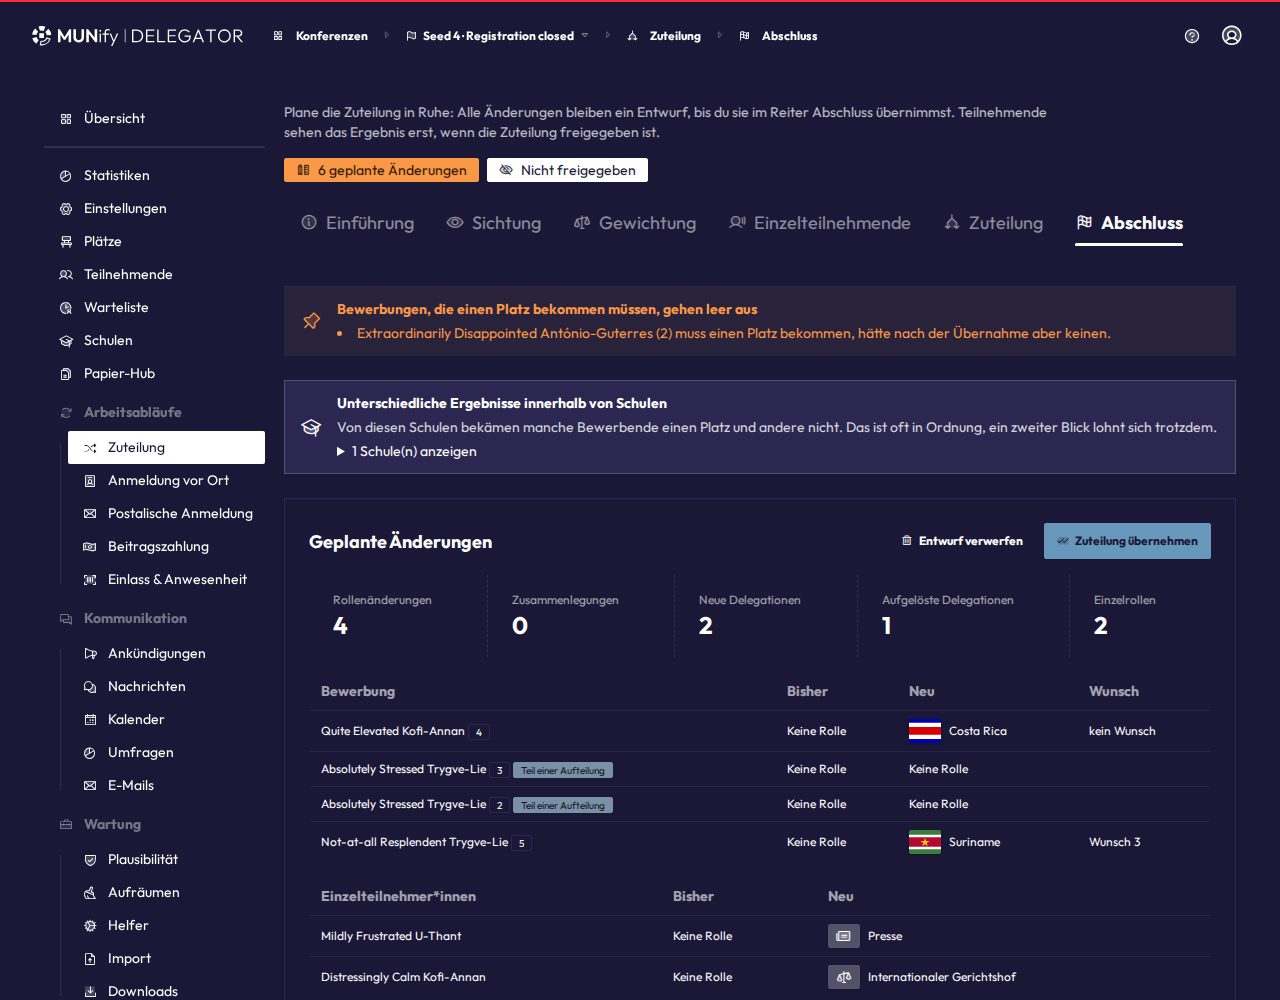 MUNify | DELEGATOR
Konferenzen
Seed 4 · Registration closed
Zuteilung
Abschluss
Übersicht
Statistiken
Einstellungen
Plätze
Teilnehmende
Warteliste
Schulen
Papier-Hub
Arbeitsabläufe
Zuteilung
Anmeldung vor Ort
Postalische Anmeldung
Beitragszahlung
Einlass & Anwesenheit
Kommunikation
Ankündigungen
Nachrichten
Kalender
Umfragen
E-Mails
Wartung
Plausibilität
Aufräumen
Helfer
Import
Downloads
Plane die Zuteilung in Ruhe: Alle Änderungen bleiben ein Entwurf, bis du sie im Reiter Abschluss übernimmst. Teilnehmende
sehen das Ergebnis erst, wenn die Zuteilung freigegeben ist.
6 geplante Änderungen
Nicht freigegeben
Einführung
Sichtung
Gewichtung
Einzelteilnehmende
Zuteilung
Abschluss
Bewerbungen, die einen Platz bekommen müssen, gehen leer aus
• Extraordinarily Disappointed António-Guterres (2) muss einen Platz bekommen, hätte nach der Übernahme aber keinen.
Unterschiedliche Ergebnisse innerhalb von Schulen
Von diesen Schulen bekämen manche Bewerbende einen Platz und andere nicht. Das ist oft in Ordnung, ein zweiter Blick lohnt sich trotzdem.
1 Schule(n) anzeigen
Geplante Änderungen
Entwurf verwerfen
Zuteilung übernehmen
Rollenänderungen
4
Zusammenlegungen
0
Neue Delegationen
2
Aufgelöste Delegationen
1
Einzelrollen
2
Bewerbung Bisher Neu Wunsch
Quite Elevated Kofi-Annan 4 Keine Rolle Costa Rica kein Wunsch
Absolutely Stressed Trygve-Lie 3 Teil einer Aufteilung Keine Rolle Keine Rolle
Absolutely Stressed Trygve-Lie 2 Teil einer Aufteilung Keine Rolle Keine Rolle
Not-at-all Resplendent Trygve-Lie 5 Keine Rolle Suriname Wunsch 3
Einzelteilnehmer*innen Bisher Neu
Mildly Frustrated U-Thant Keine Rolle Presse
Distressingly Calm Kofi-Annan Keine Rolle Internationaler Gerichtshof